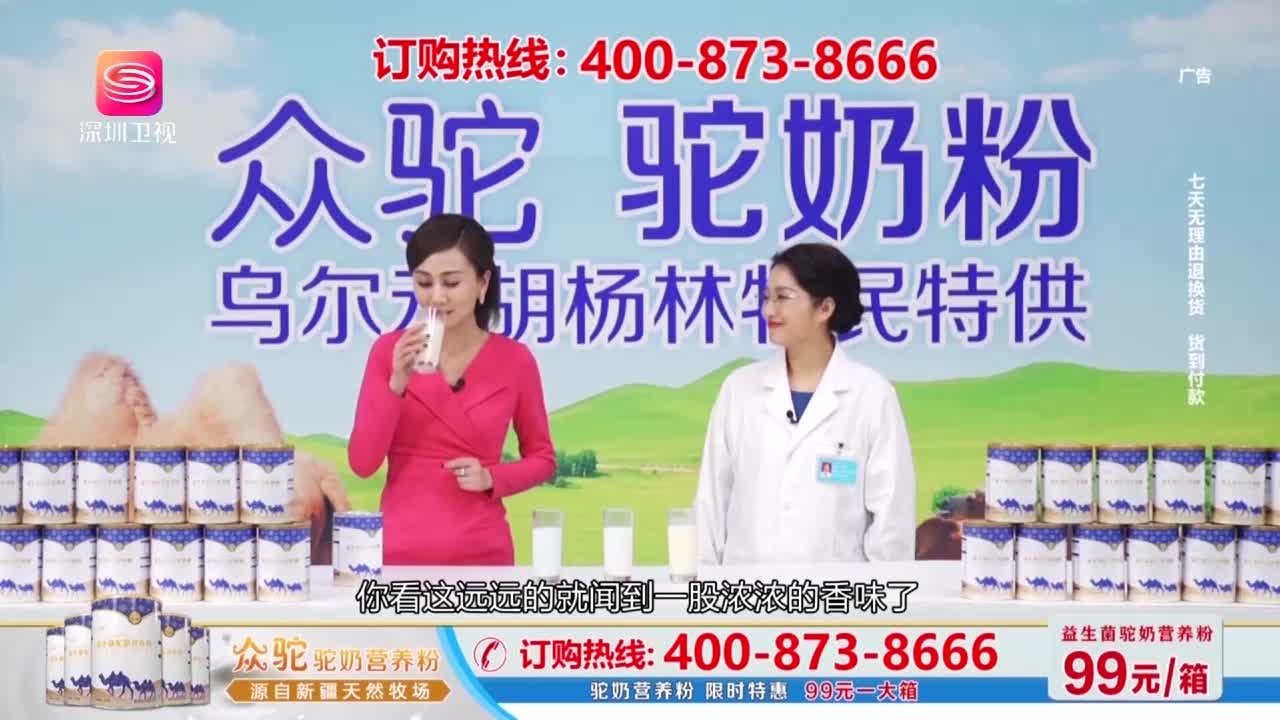 订购热线：400-873-8666
深圳卫视
广告
众驼 驼奶粉
乌尔禾胡杨林牧民特供
七天无理由退换货 货到付款
你看这远远的就闻到一股浓浓的香味了
众驼驼奶营养粉
源自新疆天然牧场
订购热线:400-873-8666
驼奶营养粉 限时特惠 99元一大箱
益生菌驼奶营养粉
99元/箱